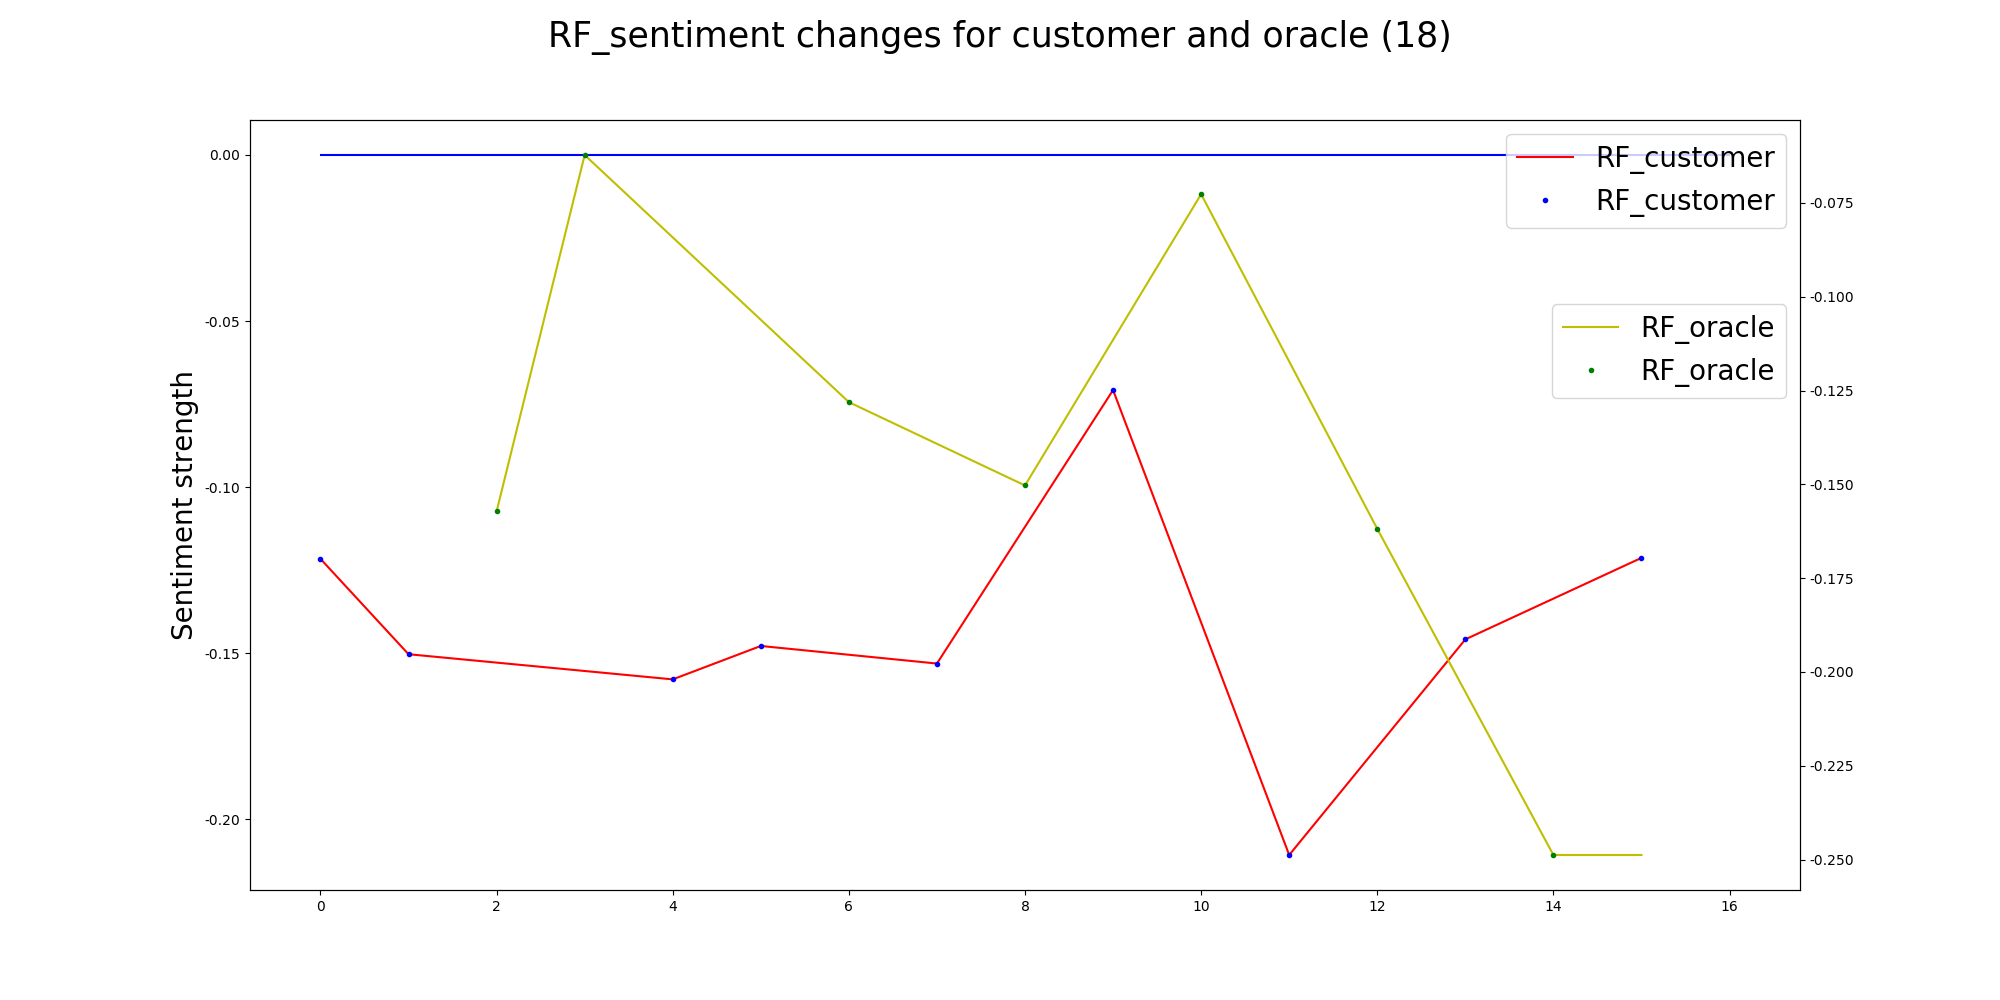 RF_sentiment changes for customer and oracle (18)
Sentiment strength
0.00
-0.05
-0.10
-0.15
-0.20
RF_customer
RF_customer
RF_oracle
RF_oracle
-0.075
-0.100
-0.125
-0.150
-0.175
-0.200
-0.225
-0.250
0 2 4 6 8 10 12 14 16